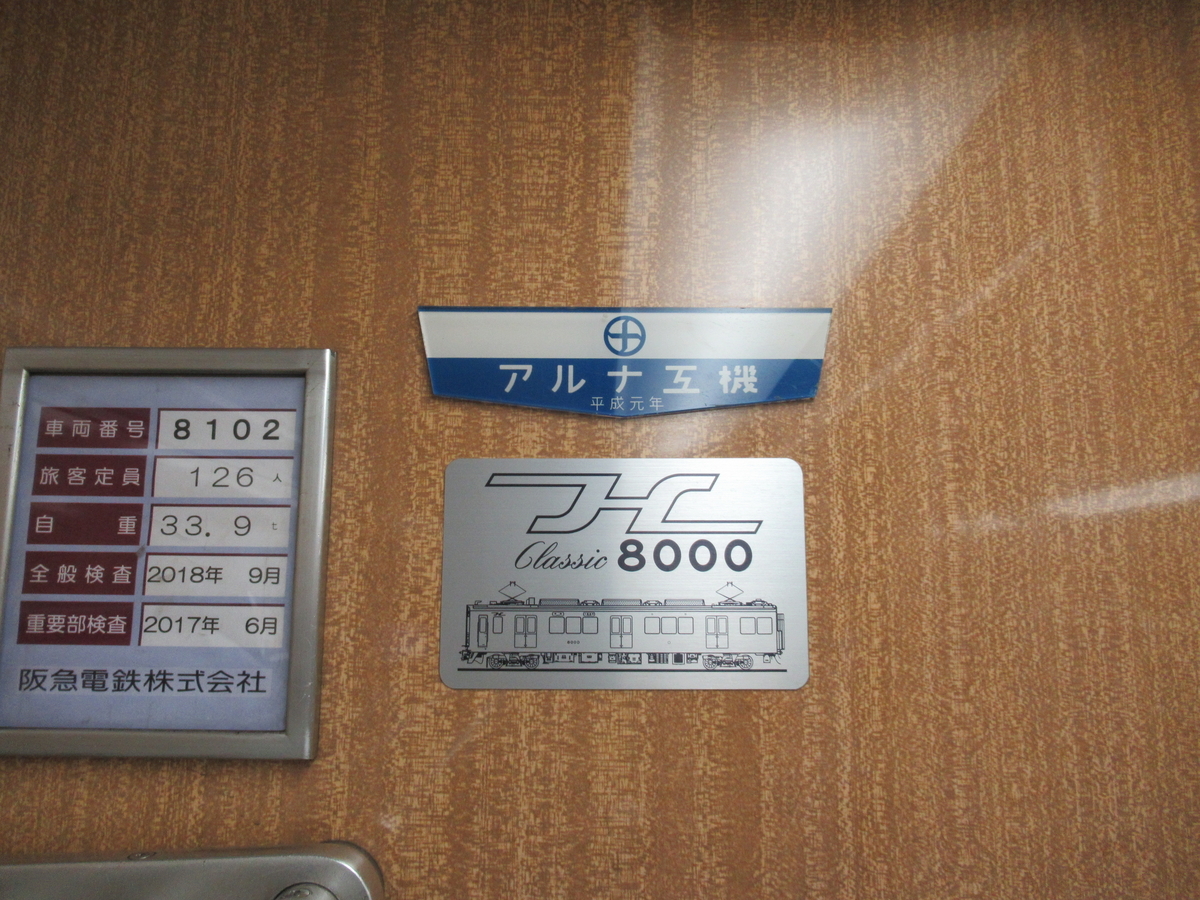 アルナ工機
平成元年
車両番号 8102
旅客定員 126人
自重 33.9セ
全般検査 2018年 9月
重要部検査 2017年 6月
阪急電鉄株式会社
Classic 8000